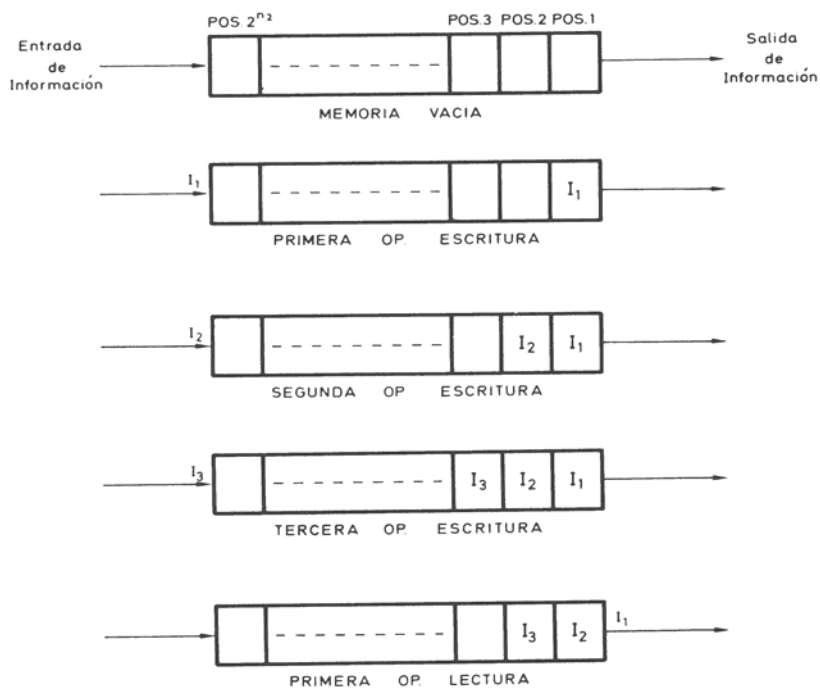 POS.2ⁿ² POS.3 POS.2 POS.1
Entrada
de
Información
Salida
de
Información
MEMORIA VACIA
I₁
I₁
PRIMERA OP. ESCRITURA
I₂
I₂ I₁
SEGUNDA OP ESCRITURA
I₃
I₃ I₂ I₁
TERCERA OP. ESCRITURA
I₃ I₂
I₁
PRIMERA OP. LECTURA